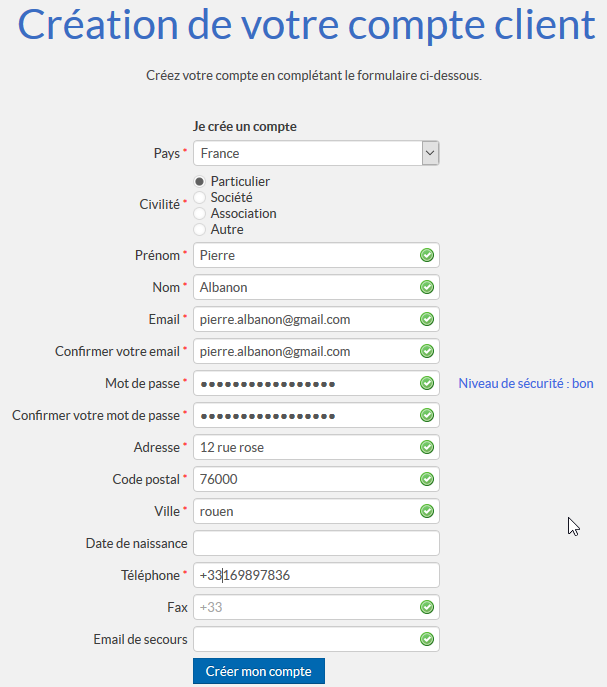 Création de votre compte client
Créez votre compte en complétant le formulaire ci-dessous.
Je crée un compte
Pays * France
Civilité * Particulier
Société
Association
Autre
Prénom * Pierre
Nom * Albanon
Email * pierre.albanon@gmail.com
Confirmer votre email * pierre.albanon@gmail.com
Mot de passe * ••••••••••••••••• Niveau de sécurité : bon
Confirmer votre mot de passe * •••••••••••••••••
Adresse * 12 rue rose
Code postal * 76000
Ville * rouen
Date de naissance
Téléphone * +33169897836
Fax +33
Email de secours
Créer mon compte